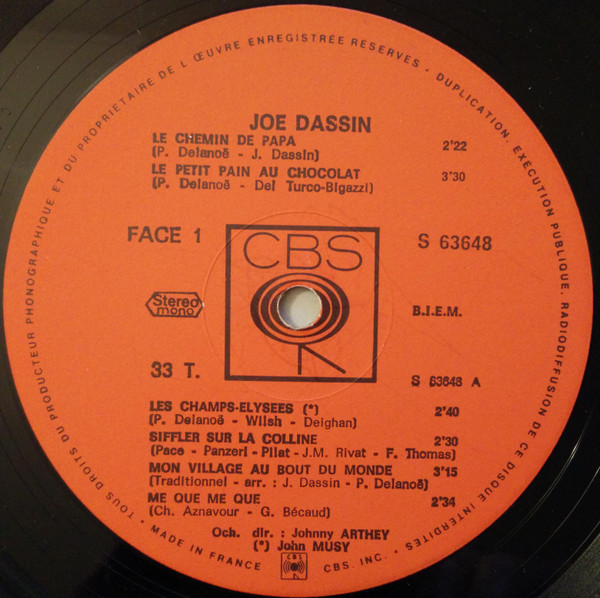 TOUS DROITS DU PRODUCTEUR PHONOGRAPHIQUE ET DU PROPRIETAIRE DE L'ŒUVRE ENREGISTRÉE RESERVES - DUPLICATION, EXÉCUTION PUBLIQUE, RADIODIFFUSION DE CE DISQUE INTERDITES
JOE DASSIN
LE CHEMIN DE PAPA 2'22
(P. Delanoë - J. Dassin)
LE PETIT PAIN AU CHOCOLAT 3'30
(P. Delanoë - Del Turco-Bigazzi)
FACE 1 CBS S 63648
Stereo
mono
B.I.E.M.
33 T. S 63648 A
LES CHAMPS-ELYSEES (*) 2'40
(P. Delanoë - Wilsh - Deighan)
SIFFLER SUR LA COLLINE 2'30
(Pace - Panzeri - Pilat - J.M. Rivat - F. Thomas)
MON VILLAGE AU BOUT DU MONDE 3'15
(Traditionnel - arr. : J. Dassin - P. Delanoë)
ME QUE ME QUE 2'34
(Ch. Aznavour - G. Bécaud)
Och. dir. : Johnny ARTHEY
(*) John MUSY
MADE IN FRANCE CBS CBS. INC.